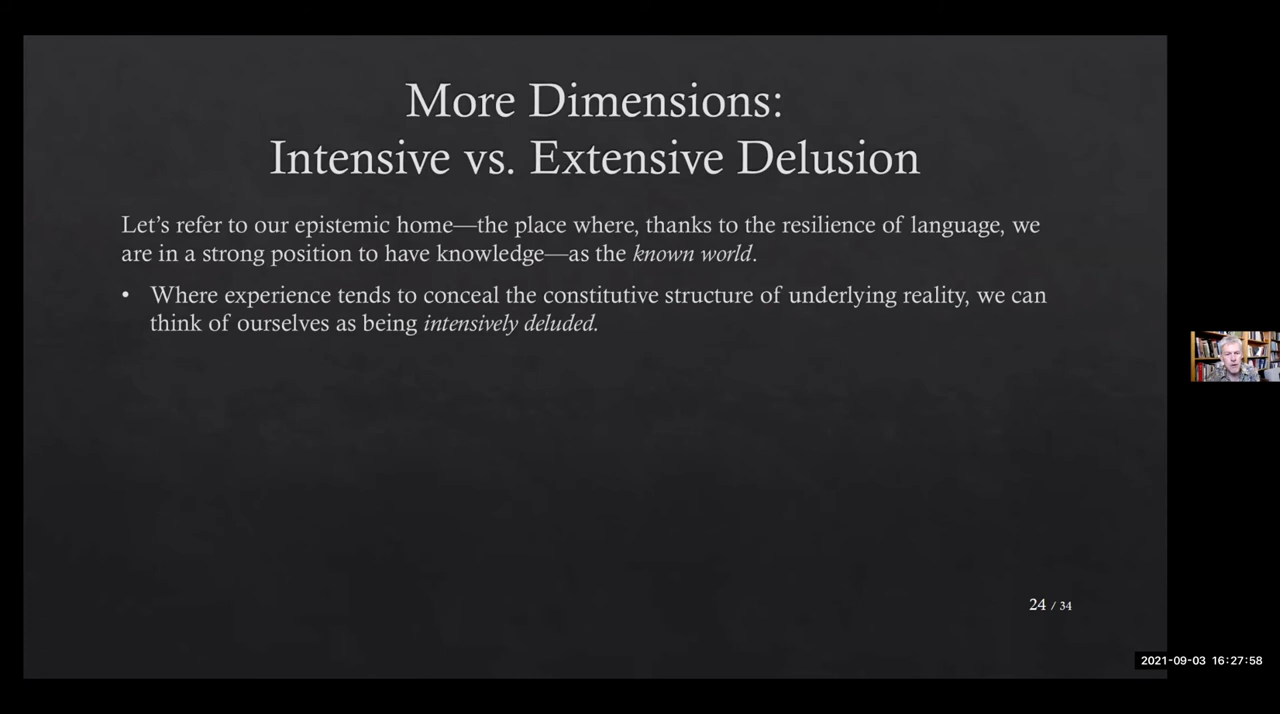 More Dimensions:
Intensive vs. Extensive Delusion
Let’s refer to our epistemic home—the place where, thanks to the resilience of language, we
are in a strong position to have knowledge—as the known world.
• Where experience tends to conceal the constitutive structure of underlying reality, we can
think of ourselves as being intensively deluded.
24 / 34
2021-09-03 16:27:58